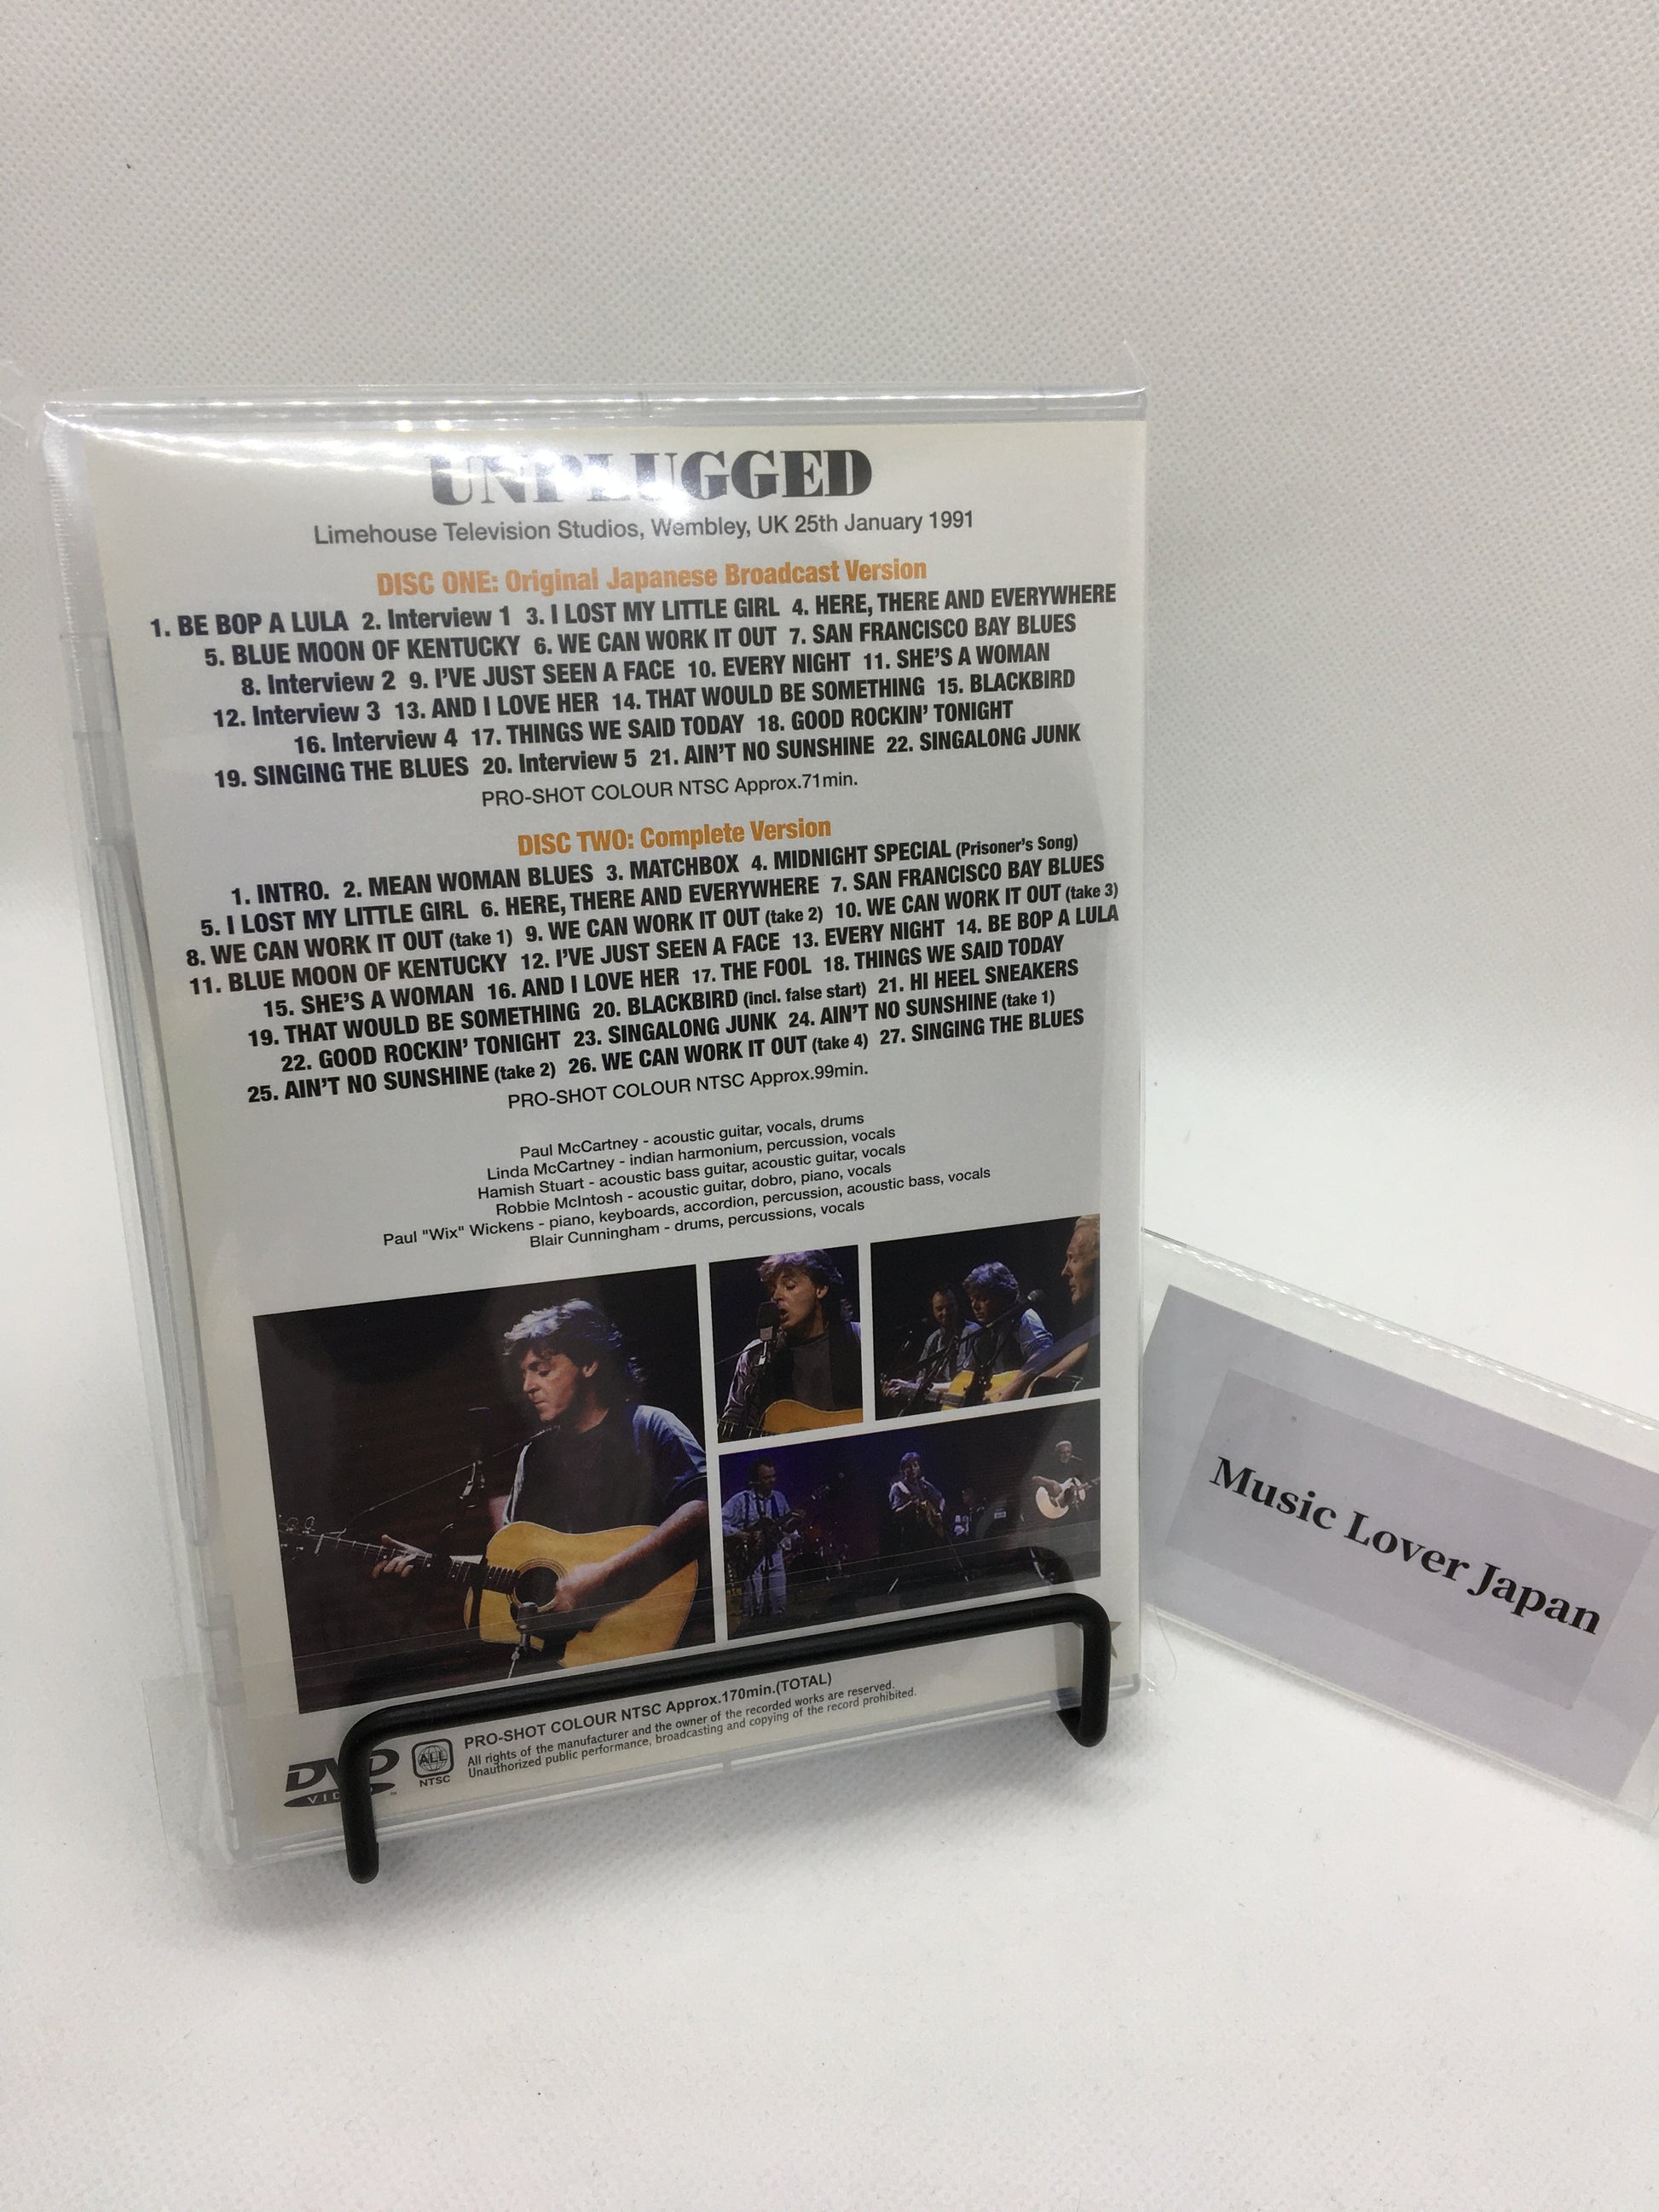 UNPLUGGED
Limehouse Television Studios, Wembley, UK 25th January 1991
DISC ONE: Original Japanese Broadcast Version
1. BE BOP A LULA 2. Interview 1 3. I LOST MY LITTLE GIRL 4. HERE, THERE AND EVERYWHERE
5. BLUE MOON OF KENTUCKY 6. WE CAN WORK IT OUT 7. SAN FRANCISCO BAY BLUES
8. Interview 2 9. I'VE JUST SEEN A FACE 10. EVERY NIGHT 11. SHE'S A WOMAN
12. Interview 3 13. AND I LOVE HER 14. THAT WOULD BE SOMETHING 15. BLACKBIRD
16. Interview 4 17. THINGS WE SAID TODAY 18. GOOD ROCKIN' TONIGHT
19. SINGING THE BLUES 20. Interview 5 21. AIN'T NO SUNSHINE 22. SINGALONG JUNK
PRO-SHOT COLOUR NTSC Approx.71min.
DISC TWO: Complete Version
1. INTRO. 2. MEAN WOMAN BLUES 3. MATCHBOX 4. MIDNIGHT SPECIAL (Prisoner's Song)
5. I LOST MY LITTLE GIRL 6. HERE, THERE AND EVERYWHERE 7. SAN FRANCISCO BAY BLUES
8. WE CAN WORK IT OUT (take 1) 9. WE CAN WORK IT OUT (take 2) 10. WE CAN WORK IT OUT (take 3)
11. BLUE MOON OF KENTUCKY 12. I'VE JUST SEEN A FACE 13. EVERY NIGHT 14. BE BOP A LULA
15. SHE'S A WOMAN 16. AND I LOVE HER 17. THE FOOL 18. THINGS WE SAID TODAY
19. THAT WOULD BE SOMETHING 20. BLACKBIRD (incl. false start) 21. HI HEEL SNEAKERS
22. GOOD ROCKIN' TONIGHT 23. SINGALONG JUNK 24. AIN'T NO SUNSHINE (take 1)
25. AIN'T NO SUNSHINE (take 2) 26. WE CAN WORK IT OUT (take 4) 27. SINGING THE BLUES
PRO-SHOT COLOUR NTSC Approx.99min.
Paul McCartney - acoustic guitar, vocals, drums
Linda McCartney - indian harmonium, percussion, vocals
Hamish Stuart - acoustic bass guitar, acoustic guitar, vocals
Robbie McIntosh - acoustic guitar, dobro, piano, vocals
Paul "Wix" Wickens - piano, keyboards, accordion, percussion, acoustic bass, vocals
Blair Cunningham - drums, percussions, vocals
Music Lover Japan
PRO-SHOT COLOUR NTSC Approx.170min.(TOTAL)
All rights of the manufacturer and the owner of the recorded works are reserved.
Unauthorized public performance, broadcasting and copying of the record prohibited.
DVD
ALL
NTSC